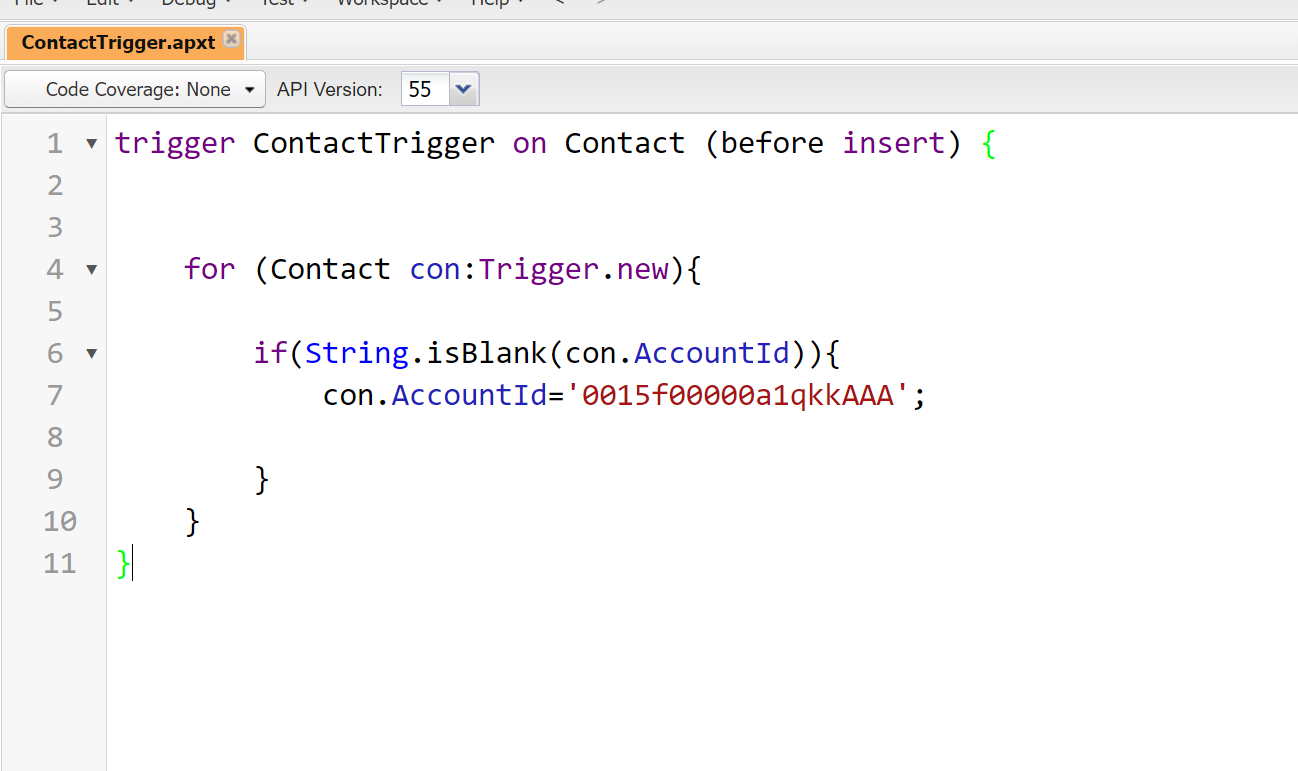 File Edit Debug Test Workspace Help < >
ContactTrigger.apxt
Code Coverage: None API Version: 55
1 trigger ContactTrigger on Contact (before insert) {
2
3
4 for (Contact con:Trigger.new){
5
6 if(String.isBlank(con.AccountId)){
7 con.AccountId='0015f00000a1qkkAAA';
8
9 }
10 }
11 }